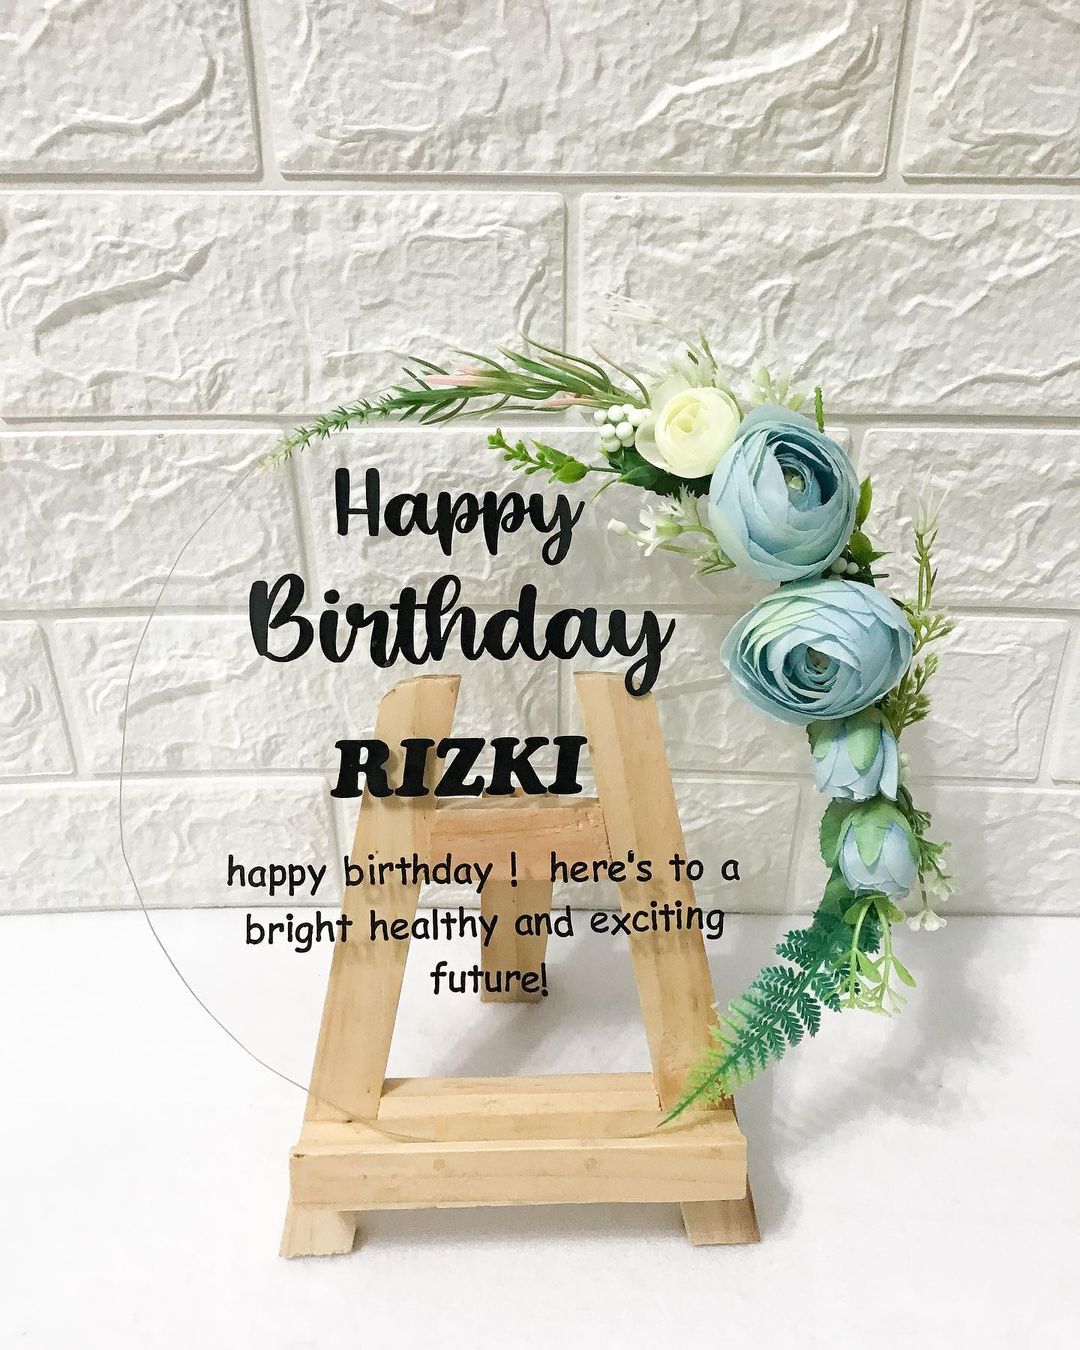 Happy
Birthday
RIZKI
happy birthday ! here's to a
bright healthy and exciting
future!